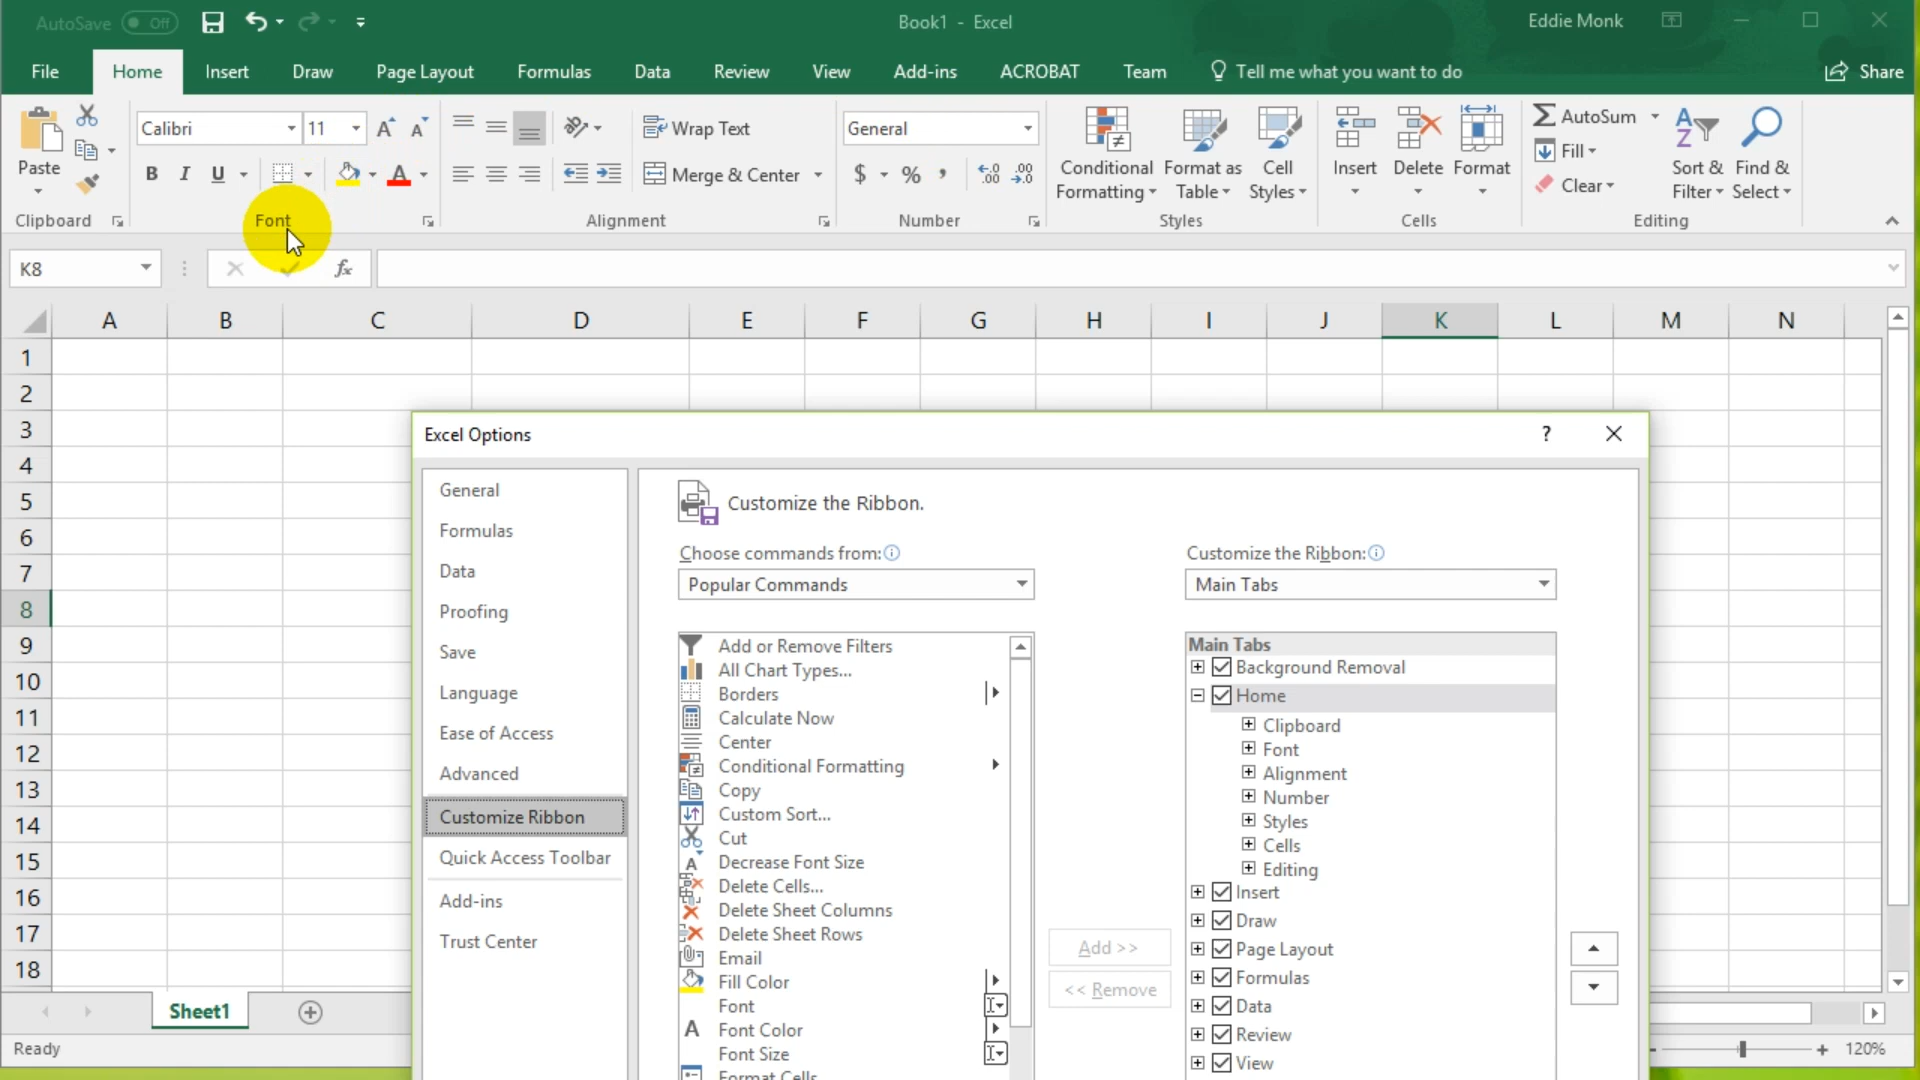 AutoSave Off
Book1 - Excel
Eddie Monk
File Home Insert Draw Page Layout Formulas Data Review View Add-ins ACROBAT Team Tell me what you want to do Share
Paste
Calibri 11 A A
B I U A
Wrap Text
Merge & Center
General
$ % , .00
Conditional Formatting
Format as Table
Cell Styles
Insert Delete Format
AutoSum
Fill
Clear
Sort & Filter
Find & Select
Clipboard Font Alignment Number Styles Cells Editing
K8 fx
A B C D E F G H I J K L M N
1
2
3
4
5
6
7
8
9
10
11
12
13
14
15
16
17
18
Excel Options ?
General
Formulas
Data
Proofing
Save
Language
Ease of Access
Advanced
Customize Ribbon
Quick Access Toolbar
Add-ins
Trust Center
Customize the Ribbon.
Choose commands from:
Popular Commands
Add or Remove Filters
All Chart Types...
Borders
Calculate Now
Center
Conditional Formatting
Copy
Custom Sort...
Cut
Decrease Font Size
Delete Cells...
Delete Sheet Columns
Delete Sheet Rows
Email
Fill Color
Font
Font Color
Font Size
Format Cells
Add >>
<< Remove
Customize the Ribbon:
Main Tabs
Main Tabs
Background Removal
Home
Clipboard
Font
Alignment
Number
Styles
Cells
Editing
Insert
Draw
Page Layout
Formulas
Data
Review
View
Sheet1
Ready
120%